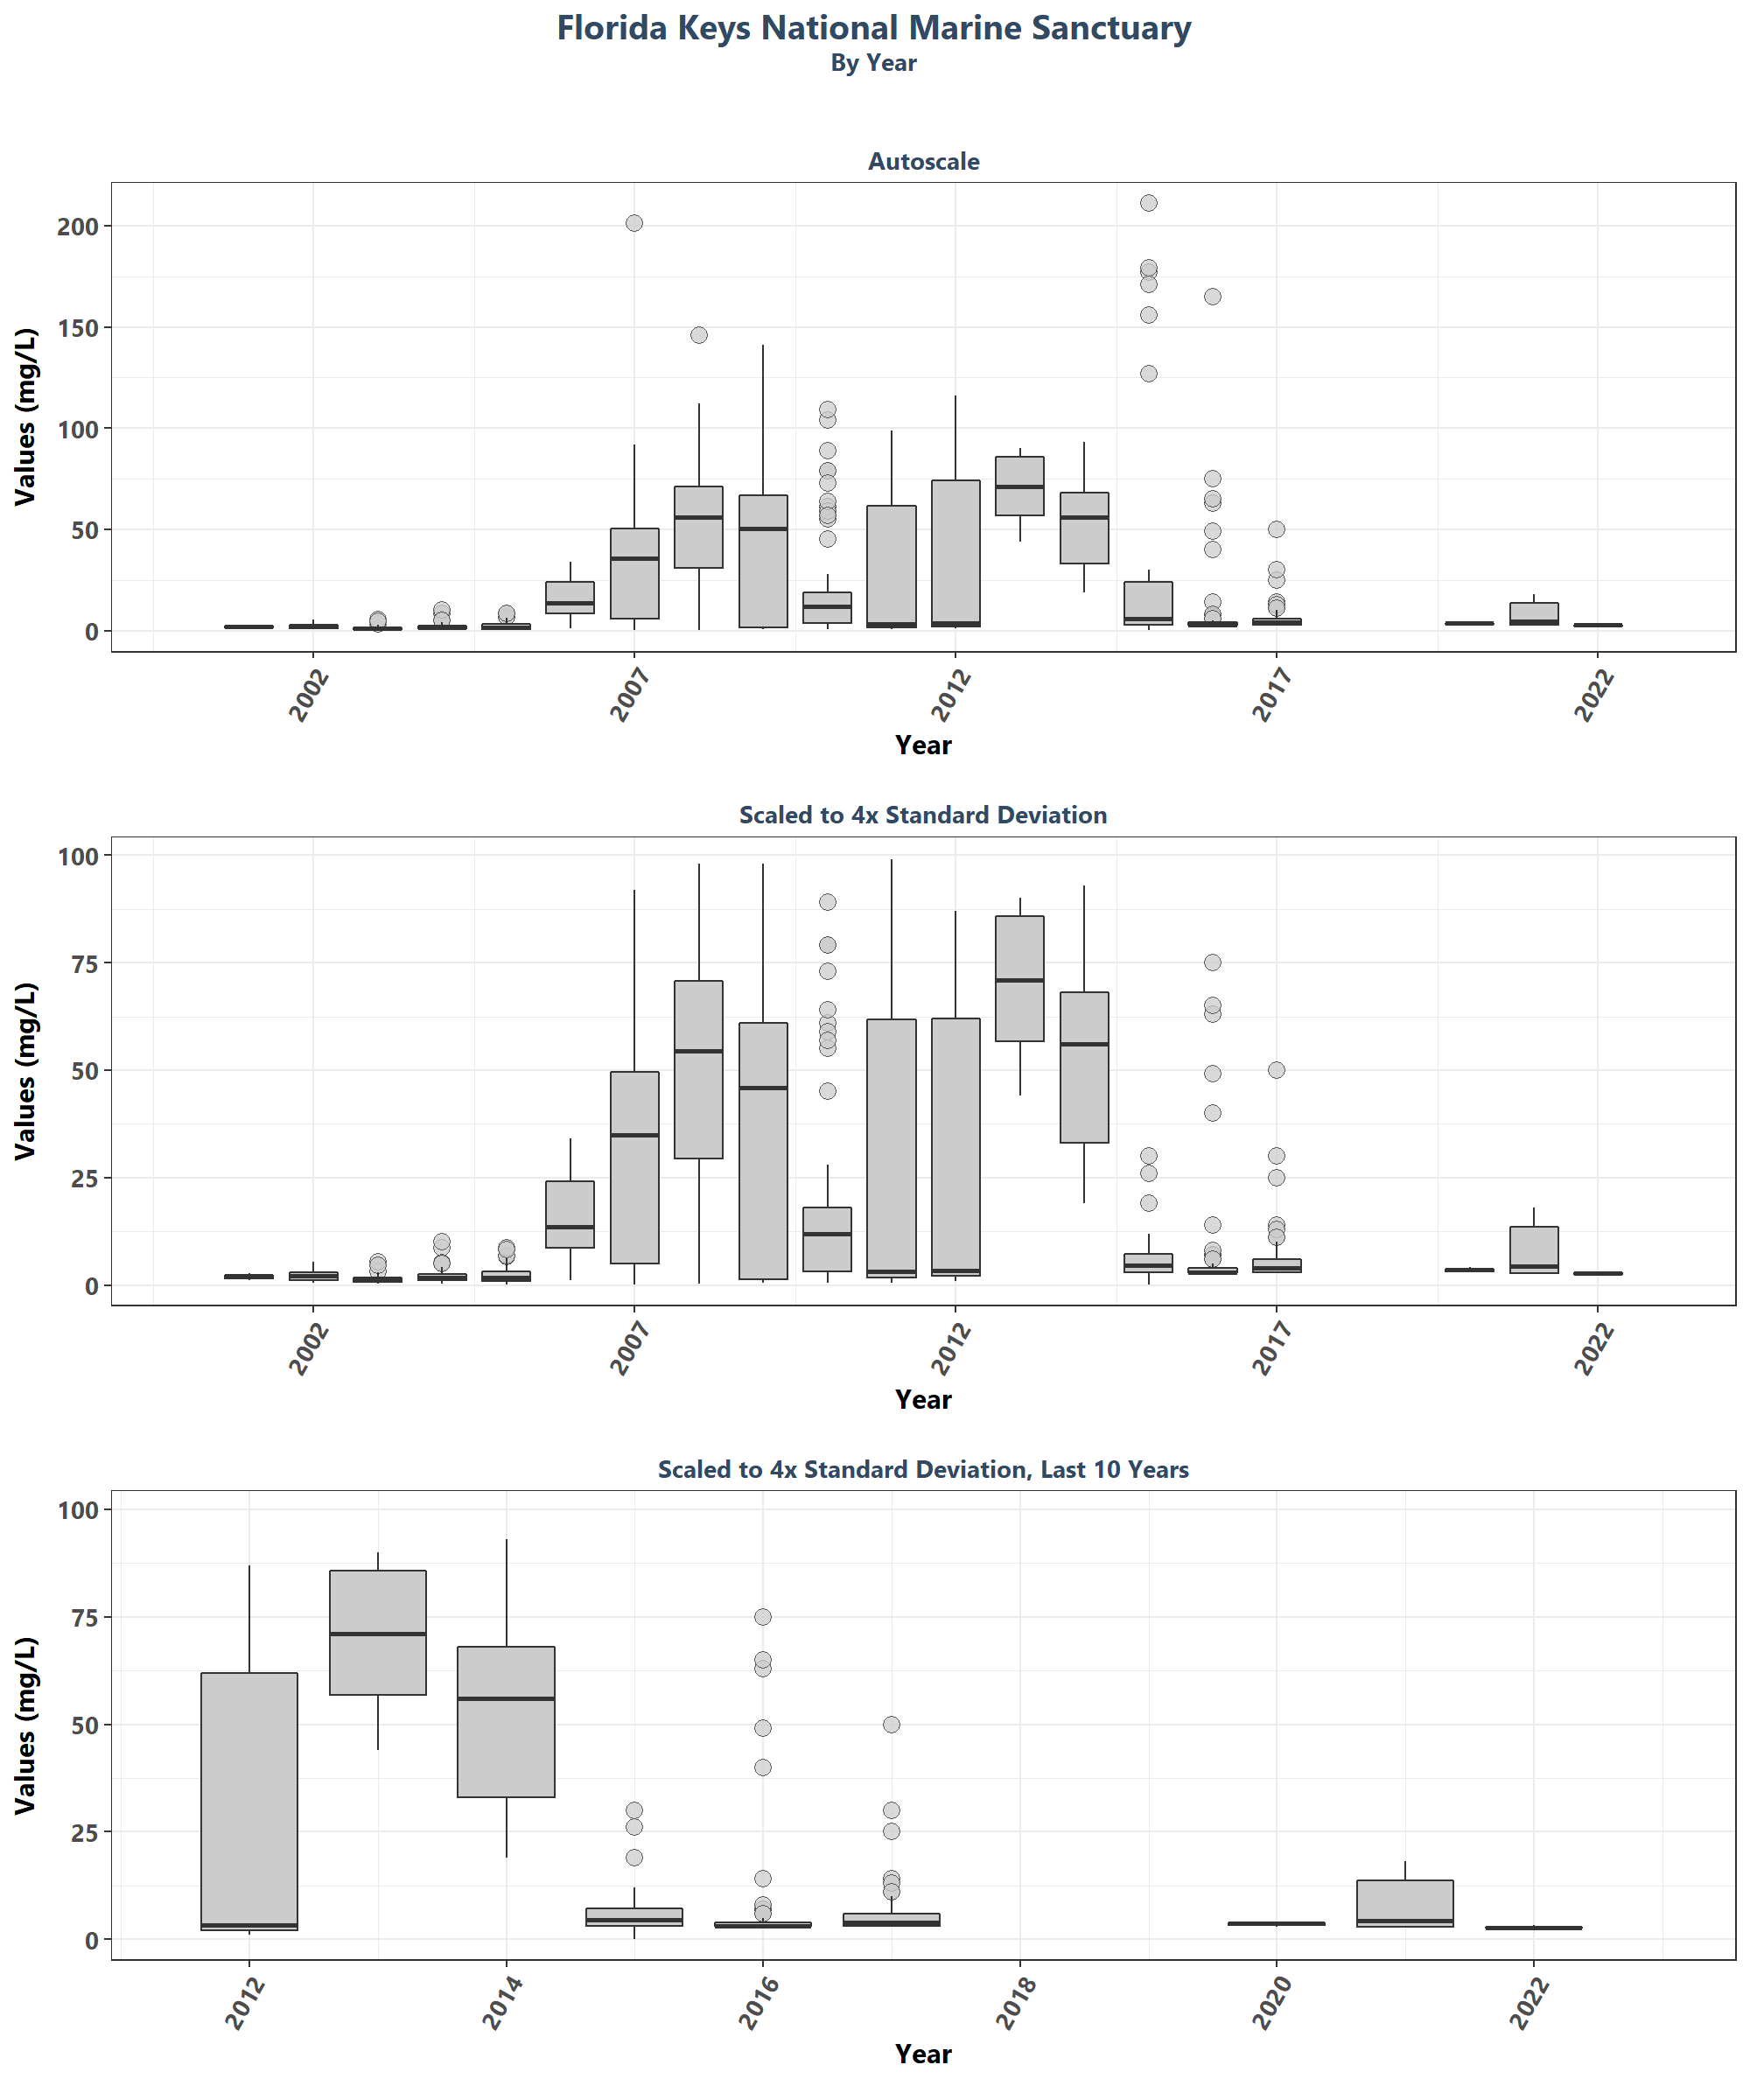 Florida Keys National Marine Sanctuary
By Year
Autoscale
200
150
100
50
0
Values (mg/L)
2002
2007
2012
2017
2022
Year
Scaled to 4x Standard Deviation
100
75
50
25
0
Values (mg/L)
2002
2007
2012
2017
2022
Year
Scaled to 4x Standard Deviation, Last 10 Years
100
75
50
25
0
Values (mg/L)
2012
2014
2016
2018
2020
2022
Year